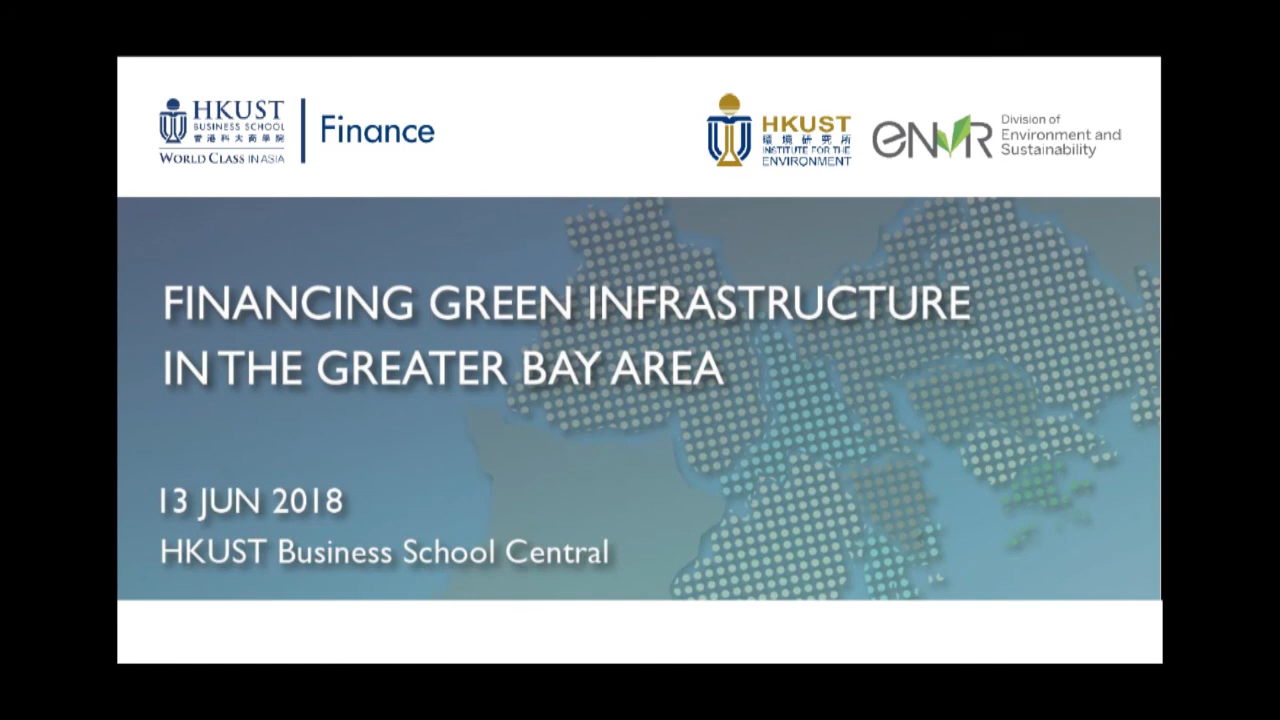 HKUST
BUSINESS SCHOOL
香港科大商學院
WORLD CLASS IN ASIA
Finance
HKUST
環境研究所
INSTITUTE FOR THE
ENVIRONMENT
ENVR
Division of
Environment and
Sustainability
FINANCING GREEN INFRASTRUCTURE
IN THE GREATER BAY AREA
13 JUN 2018
HKUST Business School Central